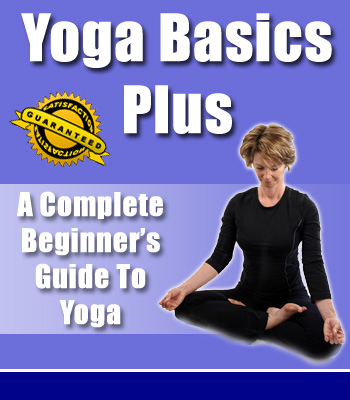 Yoga Basics
Plus
SATISFACTION
GUARANTEED
SATISFACTION
A Complete
Beginner's
Guide To
Yoga